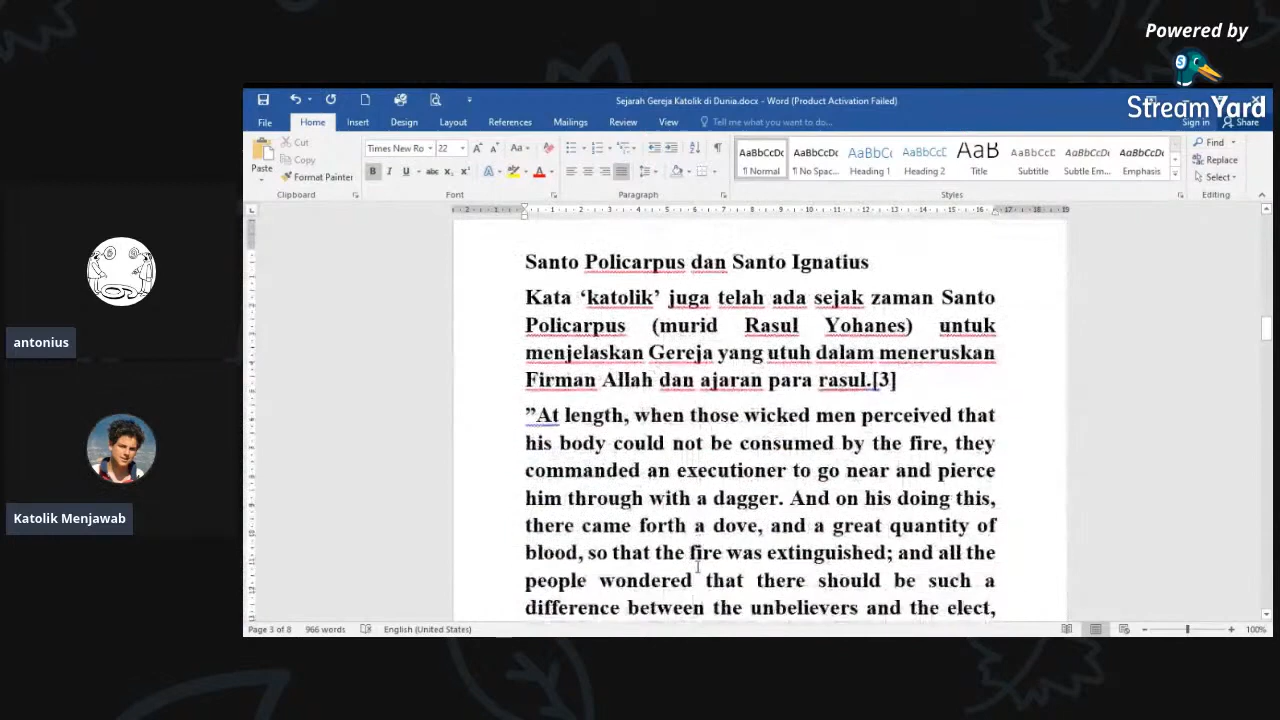 Powered by
StreamYard
Sejarah Gereja Katolik di Dunia.docx - Word (Product Activation Failed)
File Home Insert Design Layout References Mailings Review View Tell me what you want to do... Sign in Share
Paste
Cut
Copy
Format Painter
Clipboard
Times New Ro 22
Font
Paragraph
AaBbCcDc AaBbCcDc AaBbC AaBbCcC AaB AaBbCcD AaBbCcDc AaBbCcDc
¶ Normal ¶ No Spac... Heading 1 Heading 2 Title Subtitle Subtle Em... Emphasis
Styles
Find
Replace
Select
Editing
Santo Policarpus dan Santo Ignatius
Kata ‘katolik’ juga telah ada sejak zaman Santo
Policarpus (murid Rasul Yohanes) untuk
menjelaskan Gereja yang utuh dalam meneruskan
Firman Allah dan ajaran para rasul.[3]
”At length, when those wicked men perceived that
his body could not be consumed by the fire, they
commanded an executioner to go near and pierce
him through with a dagger. And on his doing this,
there came forth a dove, and a great quantity of
blood, so that the fire was extinguished; and all the
people wondered that there should be such a
difference between the unbelievers and the elect,
Page 3 of 8 966 words English (United States) 100%
antonius
Katolik Menjawab